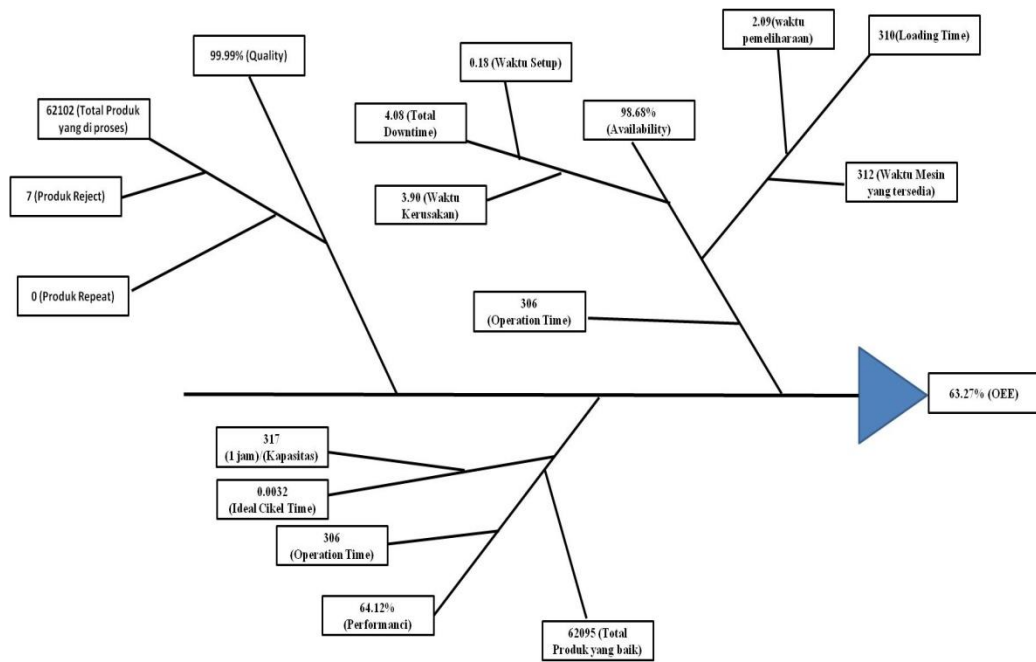 99.99% (Quality)
62102 (Total Produk
yang di proses)
7 (Produk Reject)
0 (Produk Repeat)
0.18 (Waktu Setup)
4.08 (Total
Downtime)
3.90 (Waktu
Kerusakan)
98.68%
(Availability)
2.09(waktu
pemeliharaan)
310(Loading Time)
312 (Waktu Mesin
yang tersedia)
306
(Operation Time)
63.27% (OEE)
317
(1 jam)/(Kapasitas)
0.0032
(Ideal Cikel Time)
306
(Operation Time)
64.12%
(Performanci)
62095 (Total
Produk yang baik)